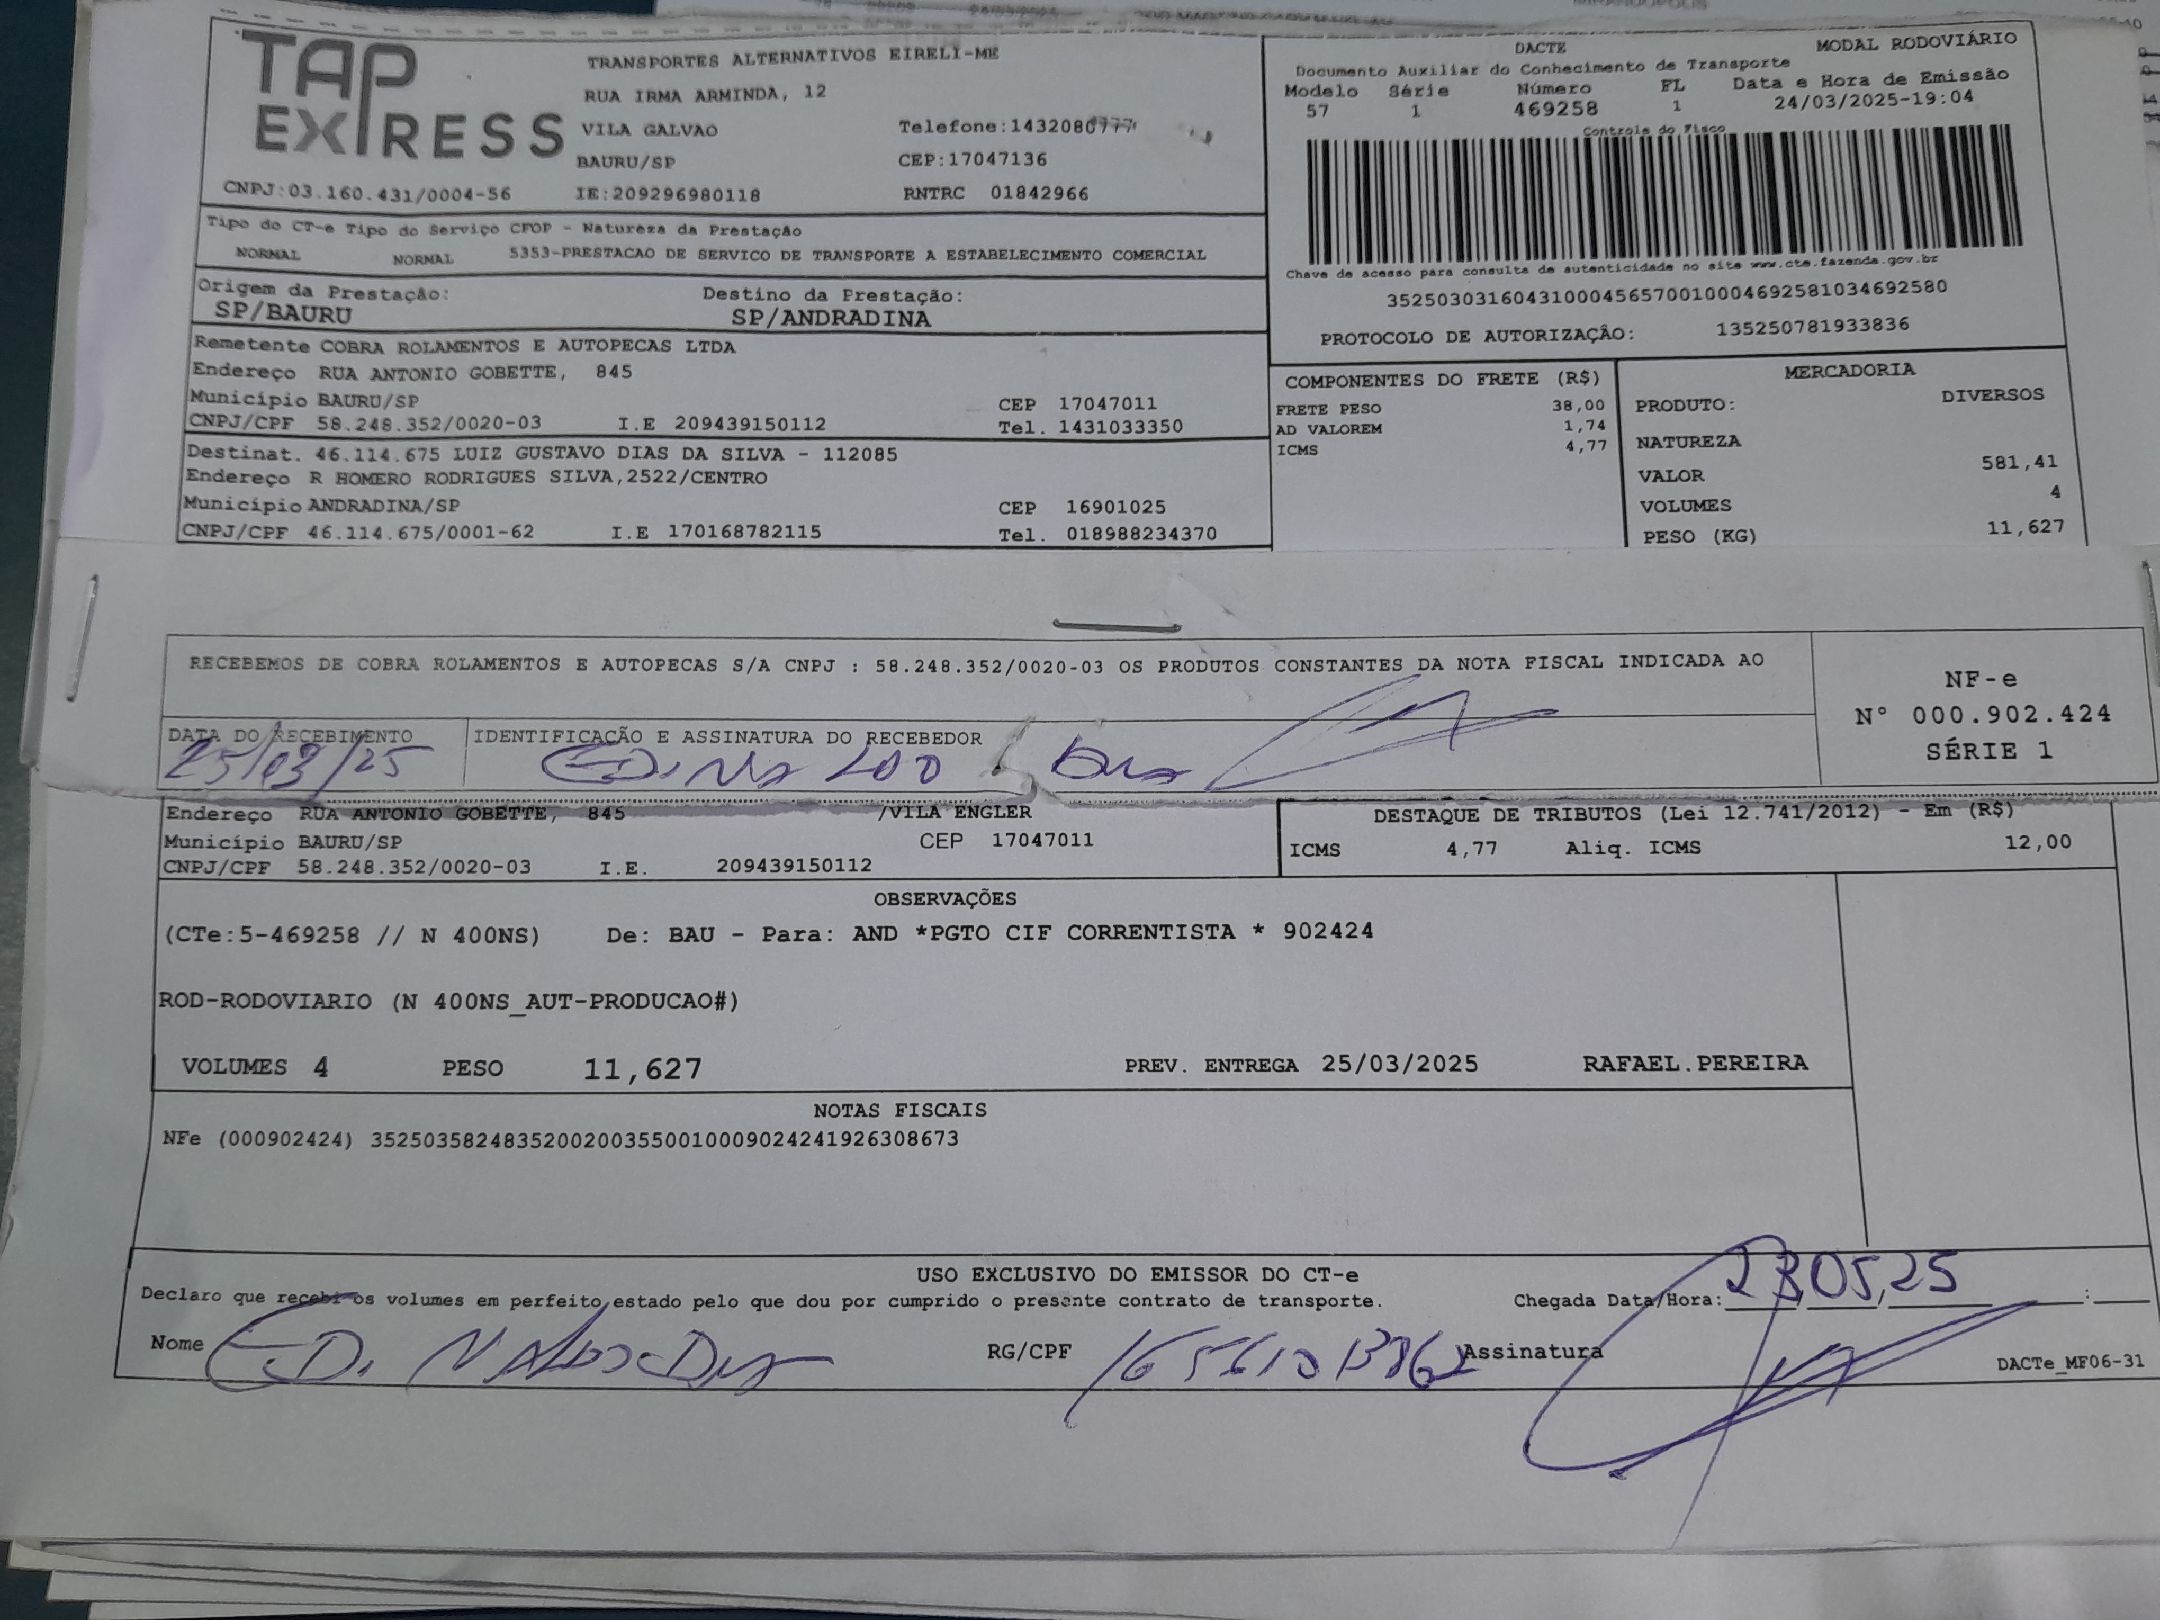 TAP EXPRESS
TRANSPORTES ALTERNATIVOS EIRELI-ME
RUA IRMA ARMINDA, 12
VILA GALVAO Telefone:1432080777
BAURU/SP CEP:17047136
CNPJ:03.160.431/0004-56 IE:209296980118 RNTRC 01842966
DACTE MODAL RODOVIÁRIO
Documento Auxiliar do Conhecimento de Transporte
Modelo Série Número FL Data e Hora de Emissão
57 1 469258 1 24/03/2025-19:04
Controle do Fisco
Chave de acesso para consulta de autenticidade no site www.cte.fazenda.gov.br
35250303160431000456570010004692581034692580
PROTOCOLO DE AUTORIZAÇÃO: 135250781933836
Tipo do CT-e Tipo do Serviço CFOP - Natureza da Prestação
NORMAL NORMAL 5353-PRESTACAO DE SERVICO DE TRANSPORTE A ESTABELECIMENTO COMERCIAL
Origem da Prestação: Destino da Prestação:
SP/BAURU SP/ANDRADINA
Remetente COBRA ROLAMENTOS E AUTOPECAS LTDA
Endereço RUA ANTONIO GOBETTE, 845
Município BAURU/SP CEP 17047011
CNPJ/CPF 58.248.352/0020-03 I.E 209439150112 Tel. 1431033350
Destinat. 46.114.675 LUIZ GUSTAVO DIAS DA SILVA - 112085
Endereço R HOMERO RODRIGUES SILVA,2522/CENTRO
Município ANDRADINA/SP CEP 16901025
CNPJ/CPF 46.114.675/0001-62 I.E 170168782115 Tel. 018988234370
COMPONENTES DO FRETE (R$)
FRETE PESO 38,00
AD VALOREM 1,74
ICMS 4,77
MERCADORIA
PRODUTO: DIVERSOS
NATUREZA
VALOR 581,41
VOLUMES 4
PESO (KG) 11,627
RECEBEMOS DE COBRA ROLAMENTOS E AUTOPECAS S/A CNPJ : 58.248.352/0020-03 OS PRODUTOS CONSTANTES DA NOTA FISCAL INDICADA AO
DATA DO RECEBIMENTO IDENTIFICAÇÃO E ASSINATURA DO RECEBEDOR
25/03/25
NF-e
N° 000.902.424
SÉRIE 1
Endereço RUA ANTONIO GOBETTE, 845 /VILA ENGLER
Município BAURU/SP CEP 17047011
CNPJ/CPF 58.248.352/0020-03 I.E. 209439150112
DESTAQUE DE TRIBUTOS (Lei 12.741/2012) - Em (R$)
ICMS 4,77 Aliq. ICMS 12,00
OBSERVAÇÕES
(CTe:5-469258 // N 400NS) De: BAU - Para: AND *PGTO CIF CORRENTISTA * 902424
ROD-RODOVIARIO (N 400NS_AUT-PRODUCAO#)
VOLUMES 4 PESO 11,627 PREV. ENTREGA 25/03/2025 RAFAEL.PEREIRA
NOTAS FISCAIS
NFe (000902424) 35250358248352002003550010009024241926308673
USO EXCLUSIVO DO EMISSOR DO CT-e
Declaro que recebi os volumes em perfeito estado pelo que dou por cumprido o presente contrato de transporte. Chegada Data/Hora:
Nome RG/CPF Assinatura
DACTe_MF06-31